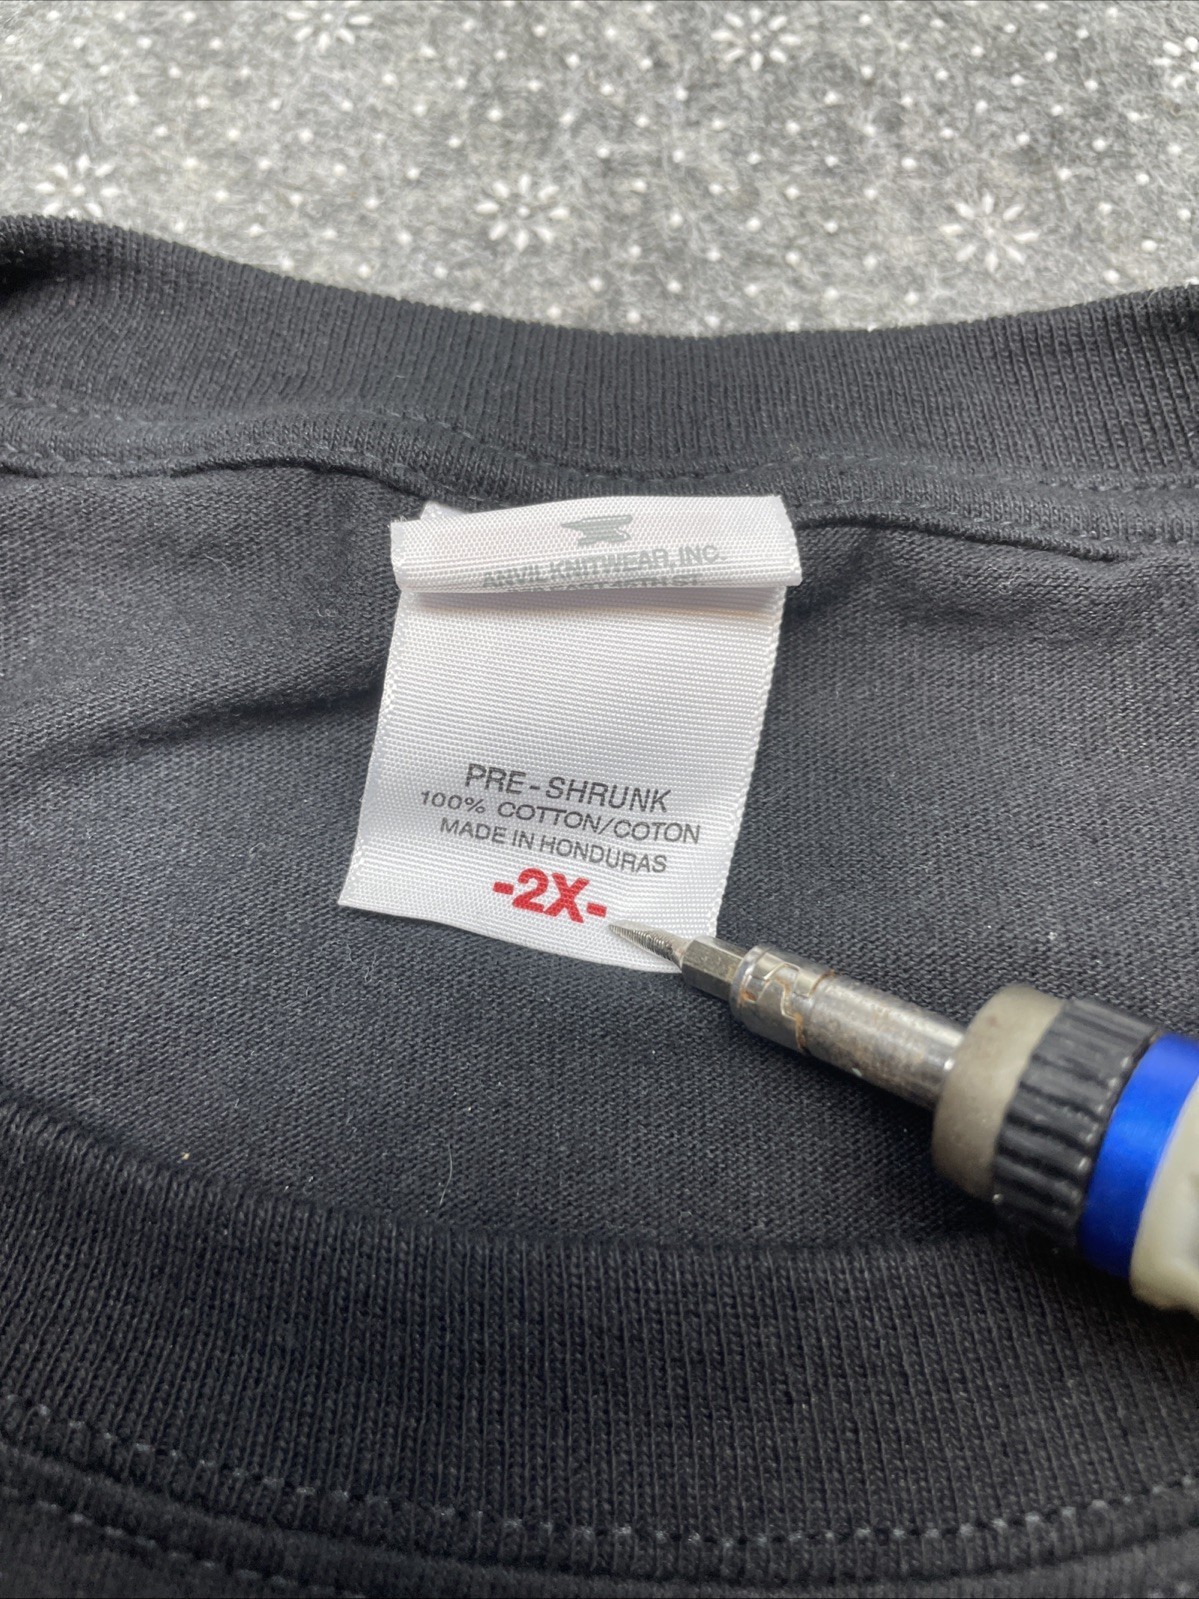 ANVIL KNITWEAR, INC.
PRE-SHRUNK
100% COTTON/COTON
MADE IN HONDURAS
-2X-